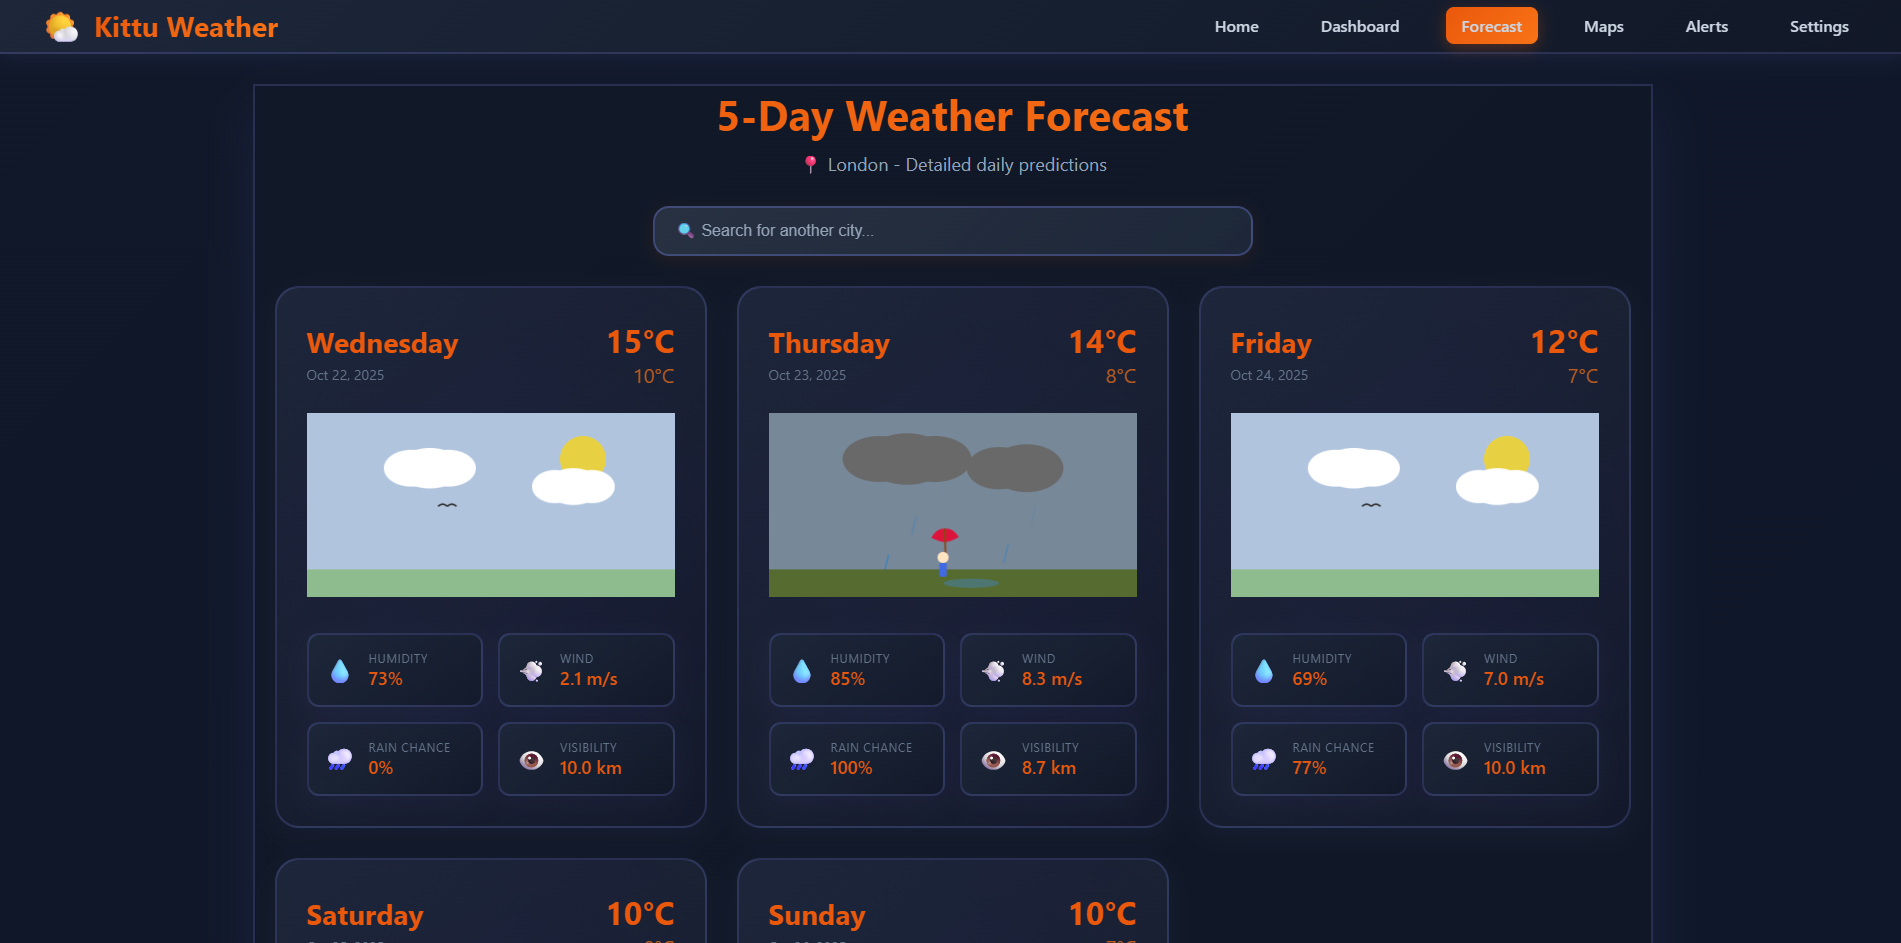 Kittu Weather
Home
Dashboard
Forecast
Maps
Alerts
Settings
5-Day Weather Forecast
London - Detailed daily predictions
Search for another city...
Wednesday
15°C
Oct 22, 2025
10°C
HUMIDITY
73%
WIND
2.1 m/s
RAIN CHANCE
0%
VISIBILITY
10.0 km
Thursday
14°C
Oct 23, 2025
8°C
HUMIDITY
85%
WIND
8.3 m/s
RAIN CHANCE
100%
VISIBILITY
8.7 km
Friday
12°C
Oct 24, 2025
7°C
HUMIDITY
69%
WIND
7.0 m/s
RAIN CHANCE
77%
VISIBILITY
10.0 km
Saturday
10°C
Sunday
10°C